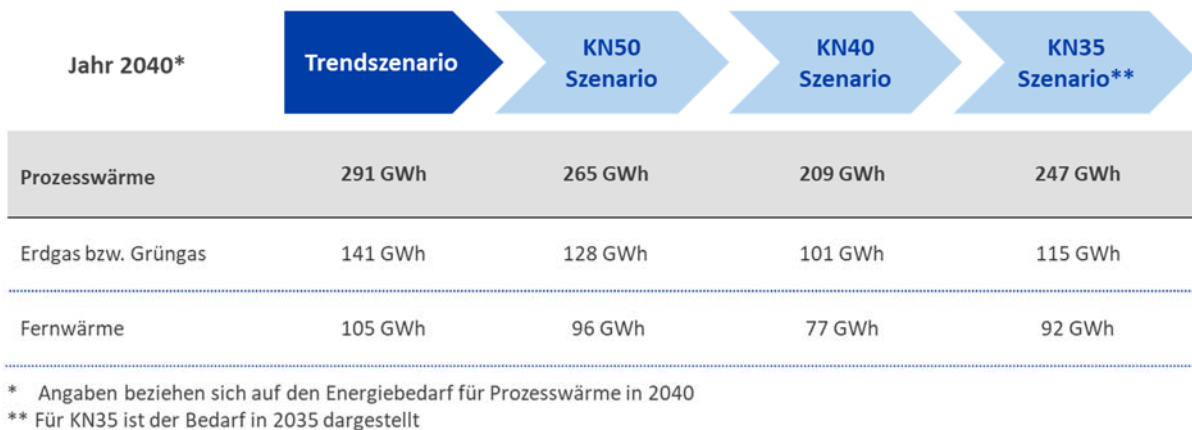 Jahr 2040*
Trendszenario
KN50
Szenario
KN40
Szenario
KN35
Szenario**
Prozesswärme 291 GWh 265 GWh 209 GWh 247 GWh
Erdgas bzw. Grüngas 141 GWh 128 GWh 101 GWh 115 GWh
Fernwärme 105 GWh 96 GWh 77 GWh 92 GWh
* Angaben beziehen sich auf den Energiebedarf für Prozesswärme in 2040
** Für KN35 ist der Bedarf in 2035 dargestellt